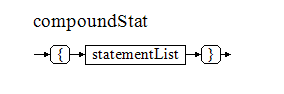 compoundStat
{ statementList }